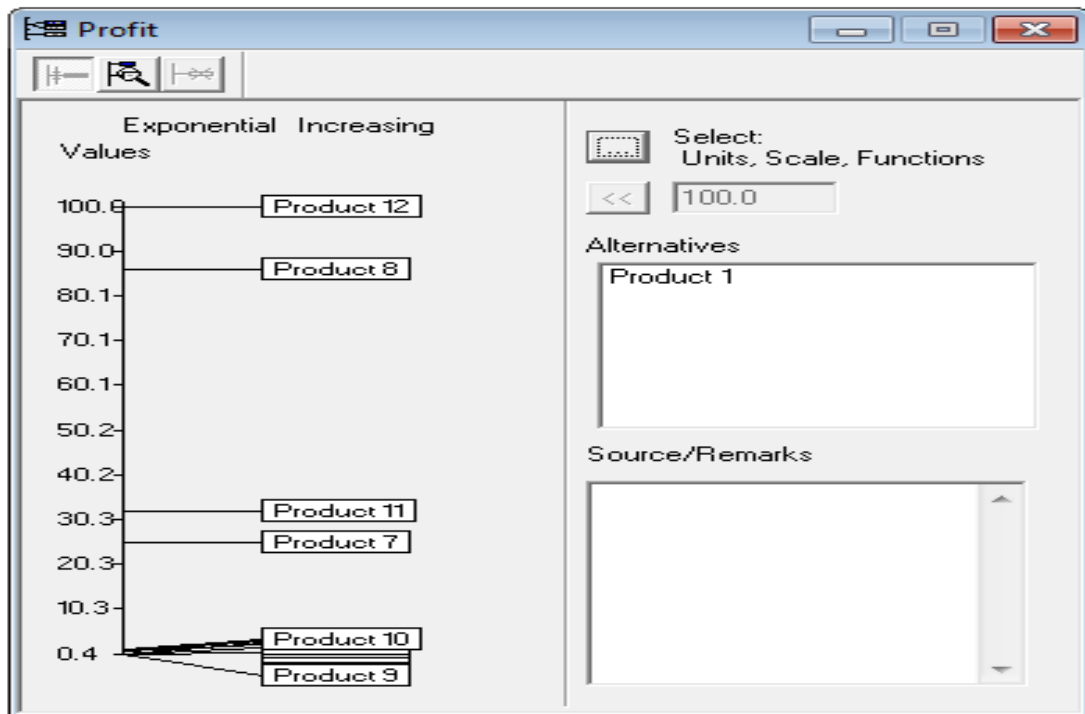 Profit
Exponential Increasing
Values
100.0
90.0
80.1
70.1
60.1
50.2
40.2
30.3
20.3
10.3
0.4
Product 12
Product 8
Product 11
Product 7
Product 10
Product 9
Select:
Units, Scale, Functions
<<
100.0
Alternatives
Product 1
Source/Remarks